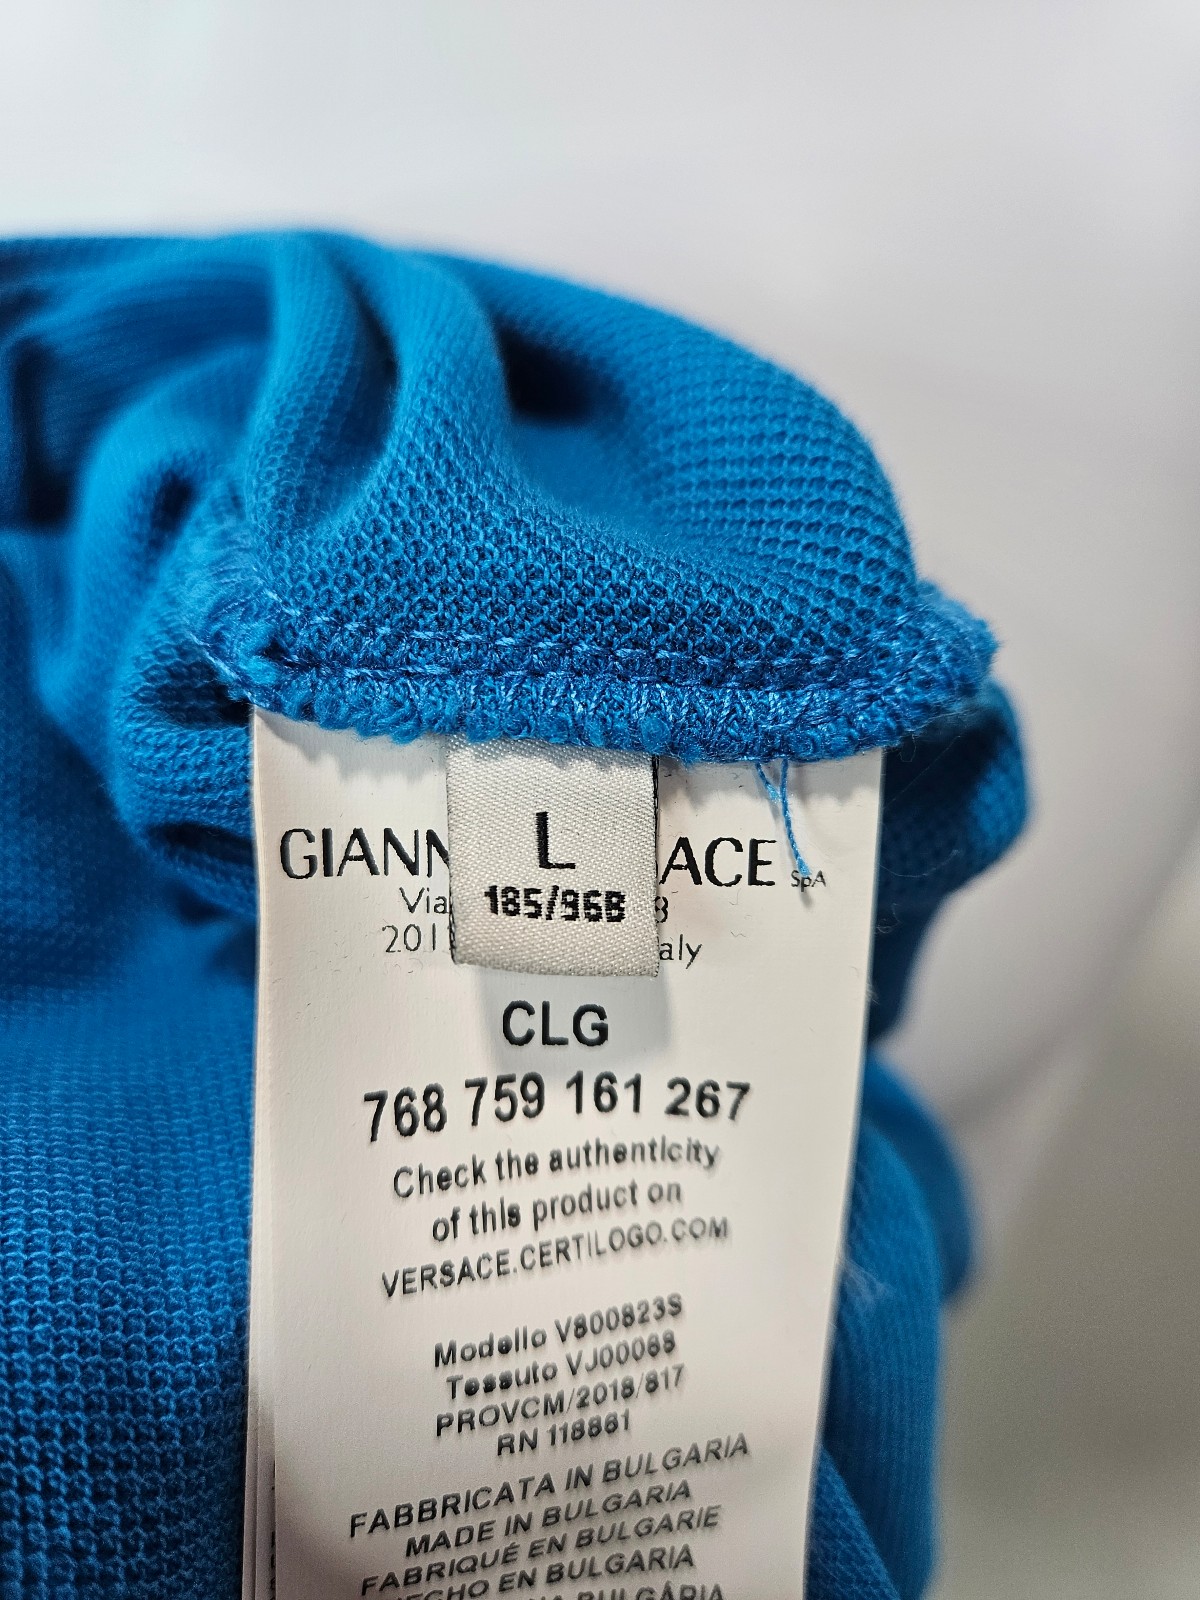 GIANN ACE SpA
L
185/96B
Via 8
201 aly
CLG
768 759 161 267
Check the authenticity
of this product on
VERSACE.CERTILOGO.COM
Modello V800823S
Tessuto VJ00068
PROVCM/2018/817
RN 118881
FABBRICATA IN BULGARIA
MADE IN BULGARIA
FABRIQUÉ EN BULGARIE
HECHO EN BULGARIA
BULGÁRIA